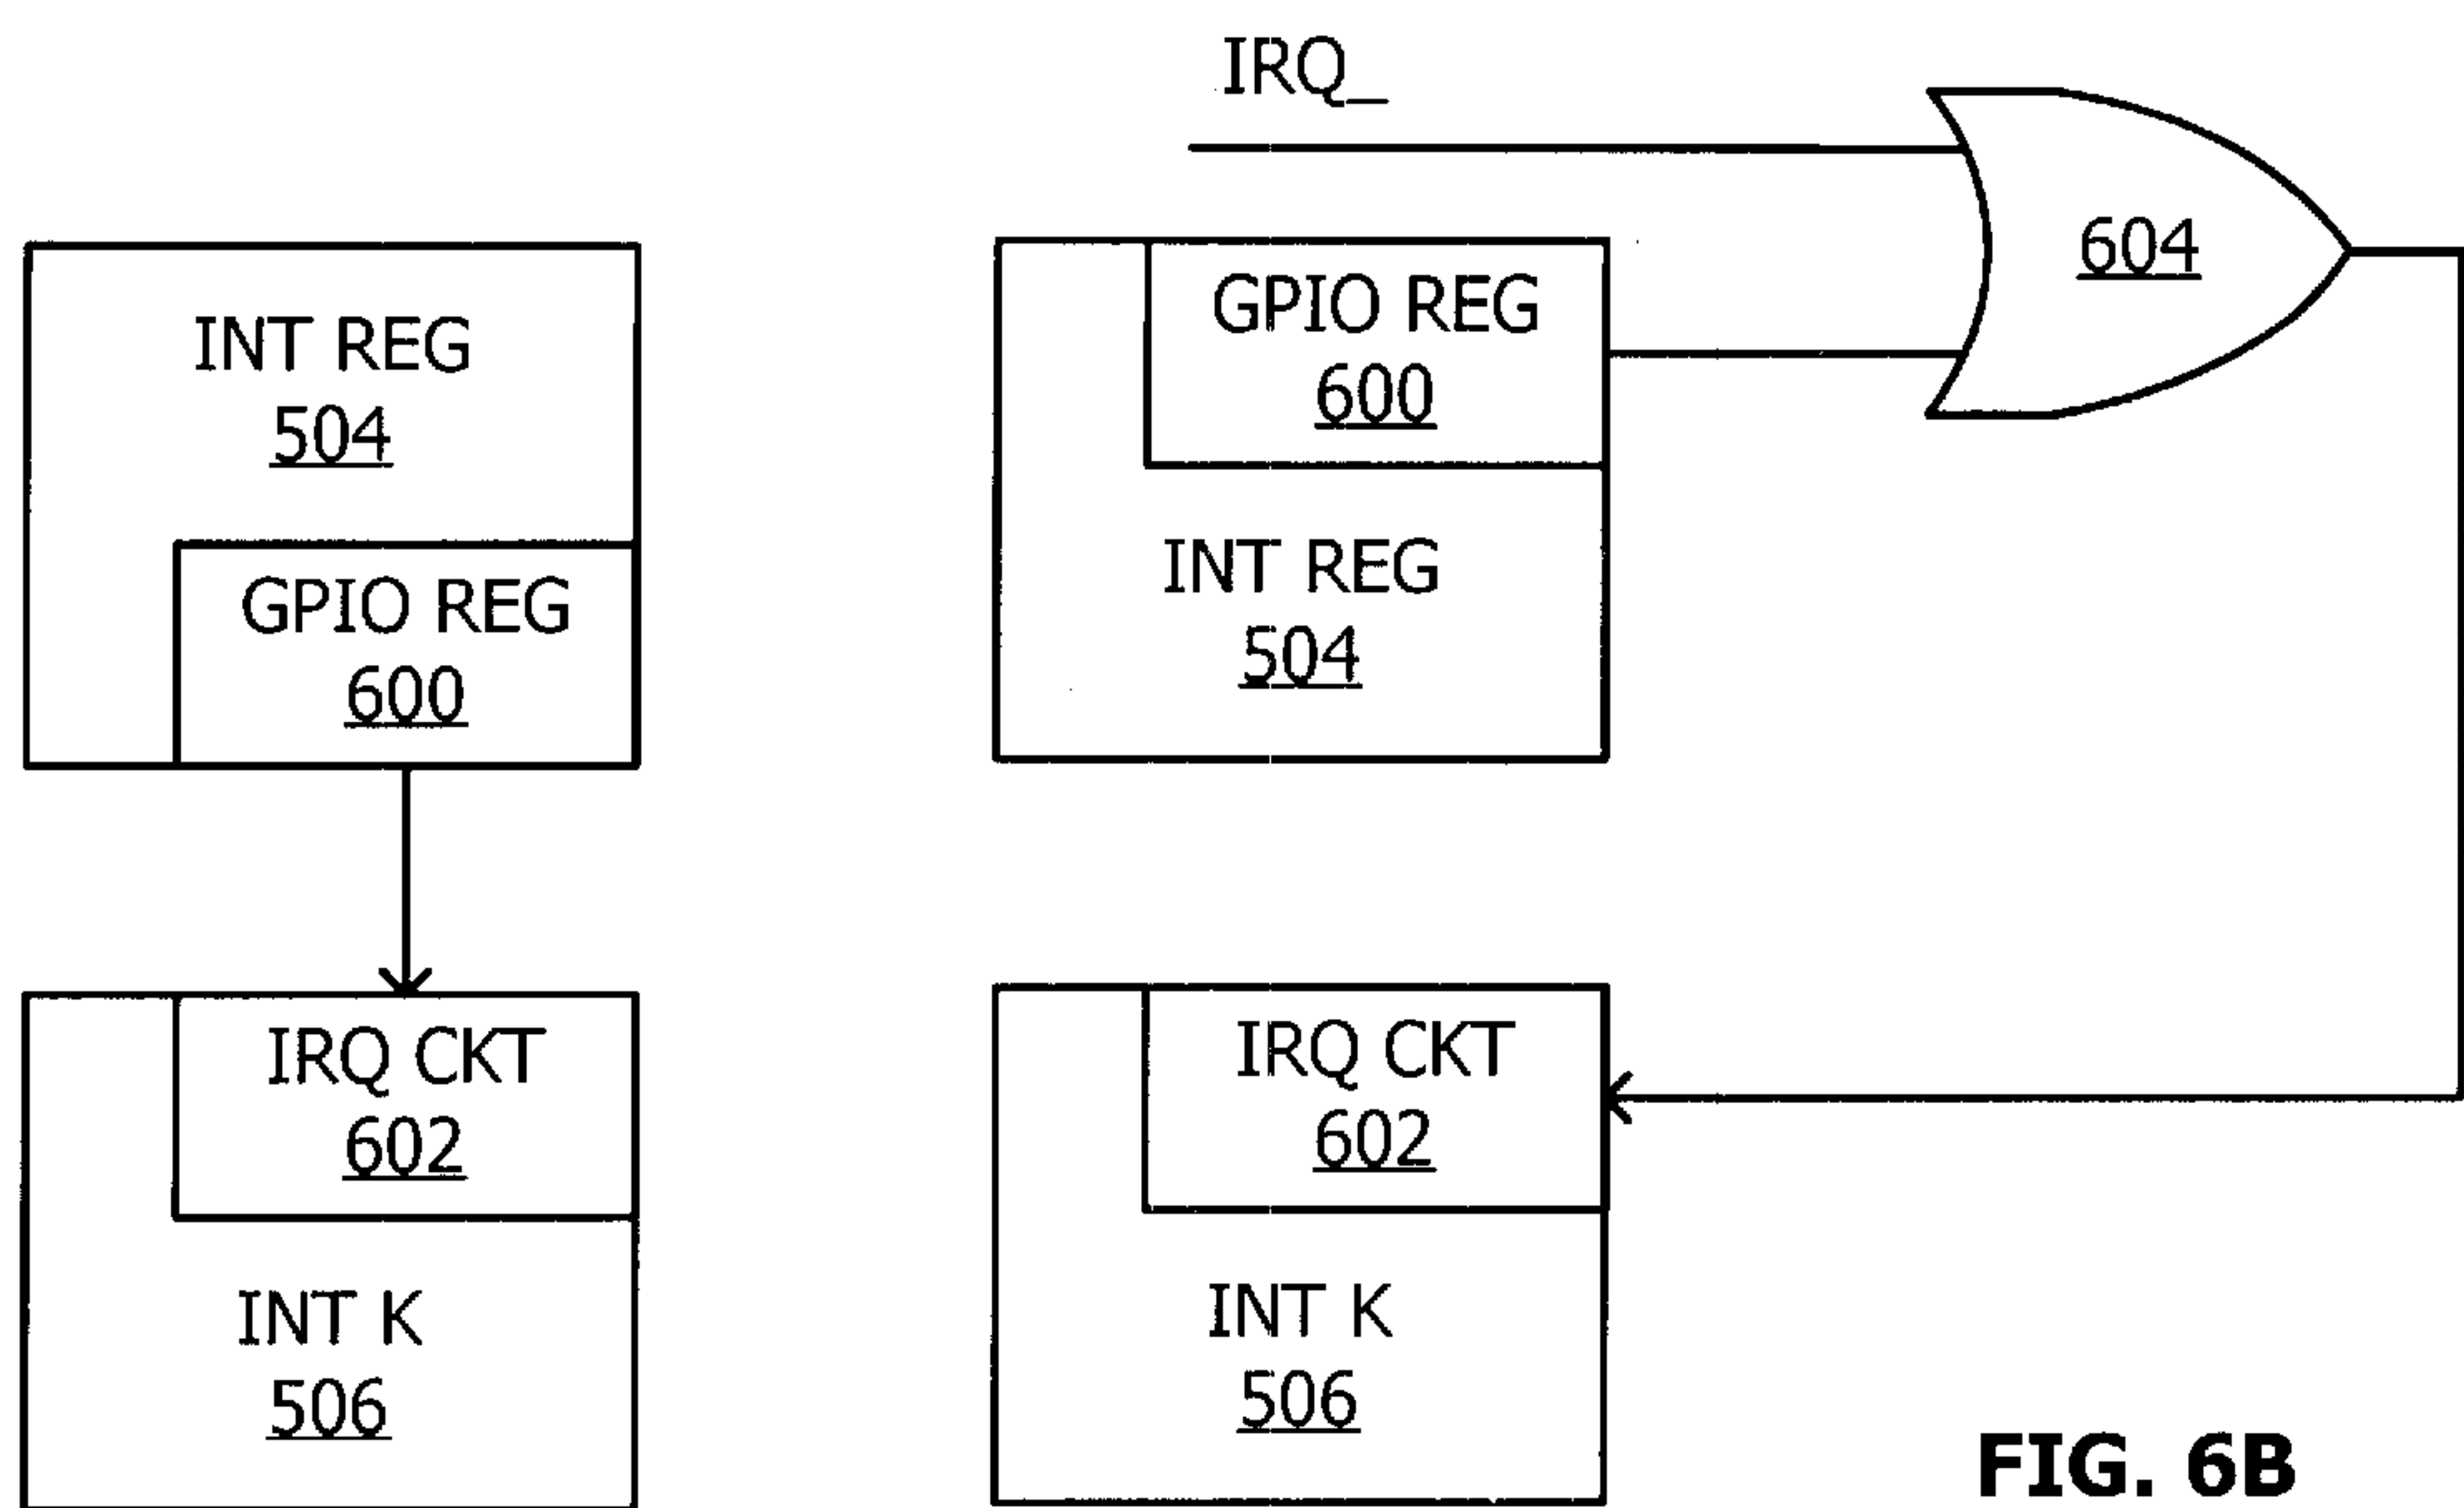 INT REG
504
GPIO REG
600
IRQ CKT
602
INT K
506
IRQ_
604
GPIO REG
600
INT REG
504
IRQ CKT
602
INT K
506
FIG. 6B